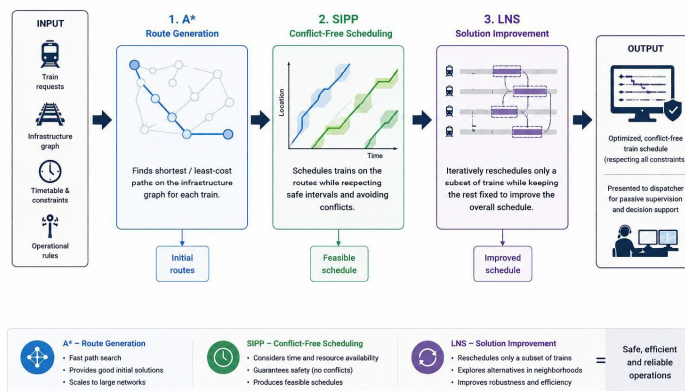 INPUT
Train
requests
Infrastructure
graph
Timetable &
constraints
Operational
rules
1. A*
Route Generation
Finds shortest / least-cost
paths on the infrastructure
graph for each train.
Initial
routes
2. SIPP
Conflict-Free Scheduling
Location
Time
Schedules trains on the
routes while respecting
safe intervals and avoiding
conflicts.
Feasible
schedule
3. LNS
Solution Improvement
Iteratively reschedules only a
subset of trains while keeping
the rest fixed to improve the
overall schedule.
Improved
schedule
OUTPUT
Optimized, conflict-free
train schedule
(respecting all constraints)
Presented to dispatcher
for passive supervision
and decision support
A* – Route Generation
• Fast path search
• Provides good initial solutions
• Scales to large networks
SIPP – Conflict-Free Scheduling
• Considers time and resource availability
• Guarantees safety (no conflicts)
• Produces feasible schedules
LNS – Solution Improvement
• Reschedules only a subset of trains
• Explores alternatives in neighborhoods
• Improves robustness and efficiency
=
Safe, efficient
and reliable
operations